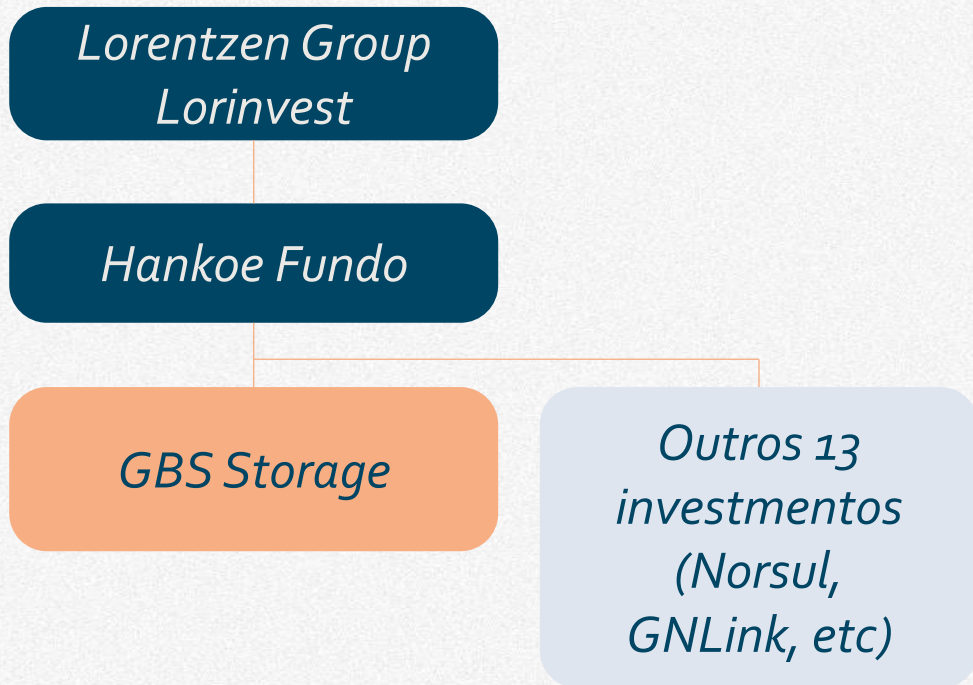 Lorentzen Group
Lorinvest
Hankoe Fundo
GBS Storage
Outros 13
investmentos
(Norsul,
GNLink, etc)